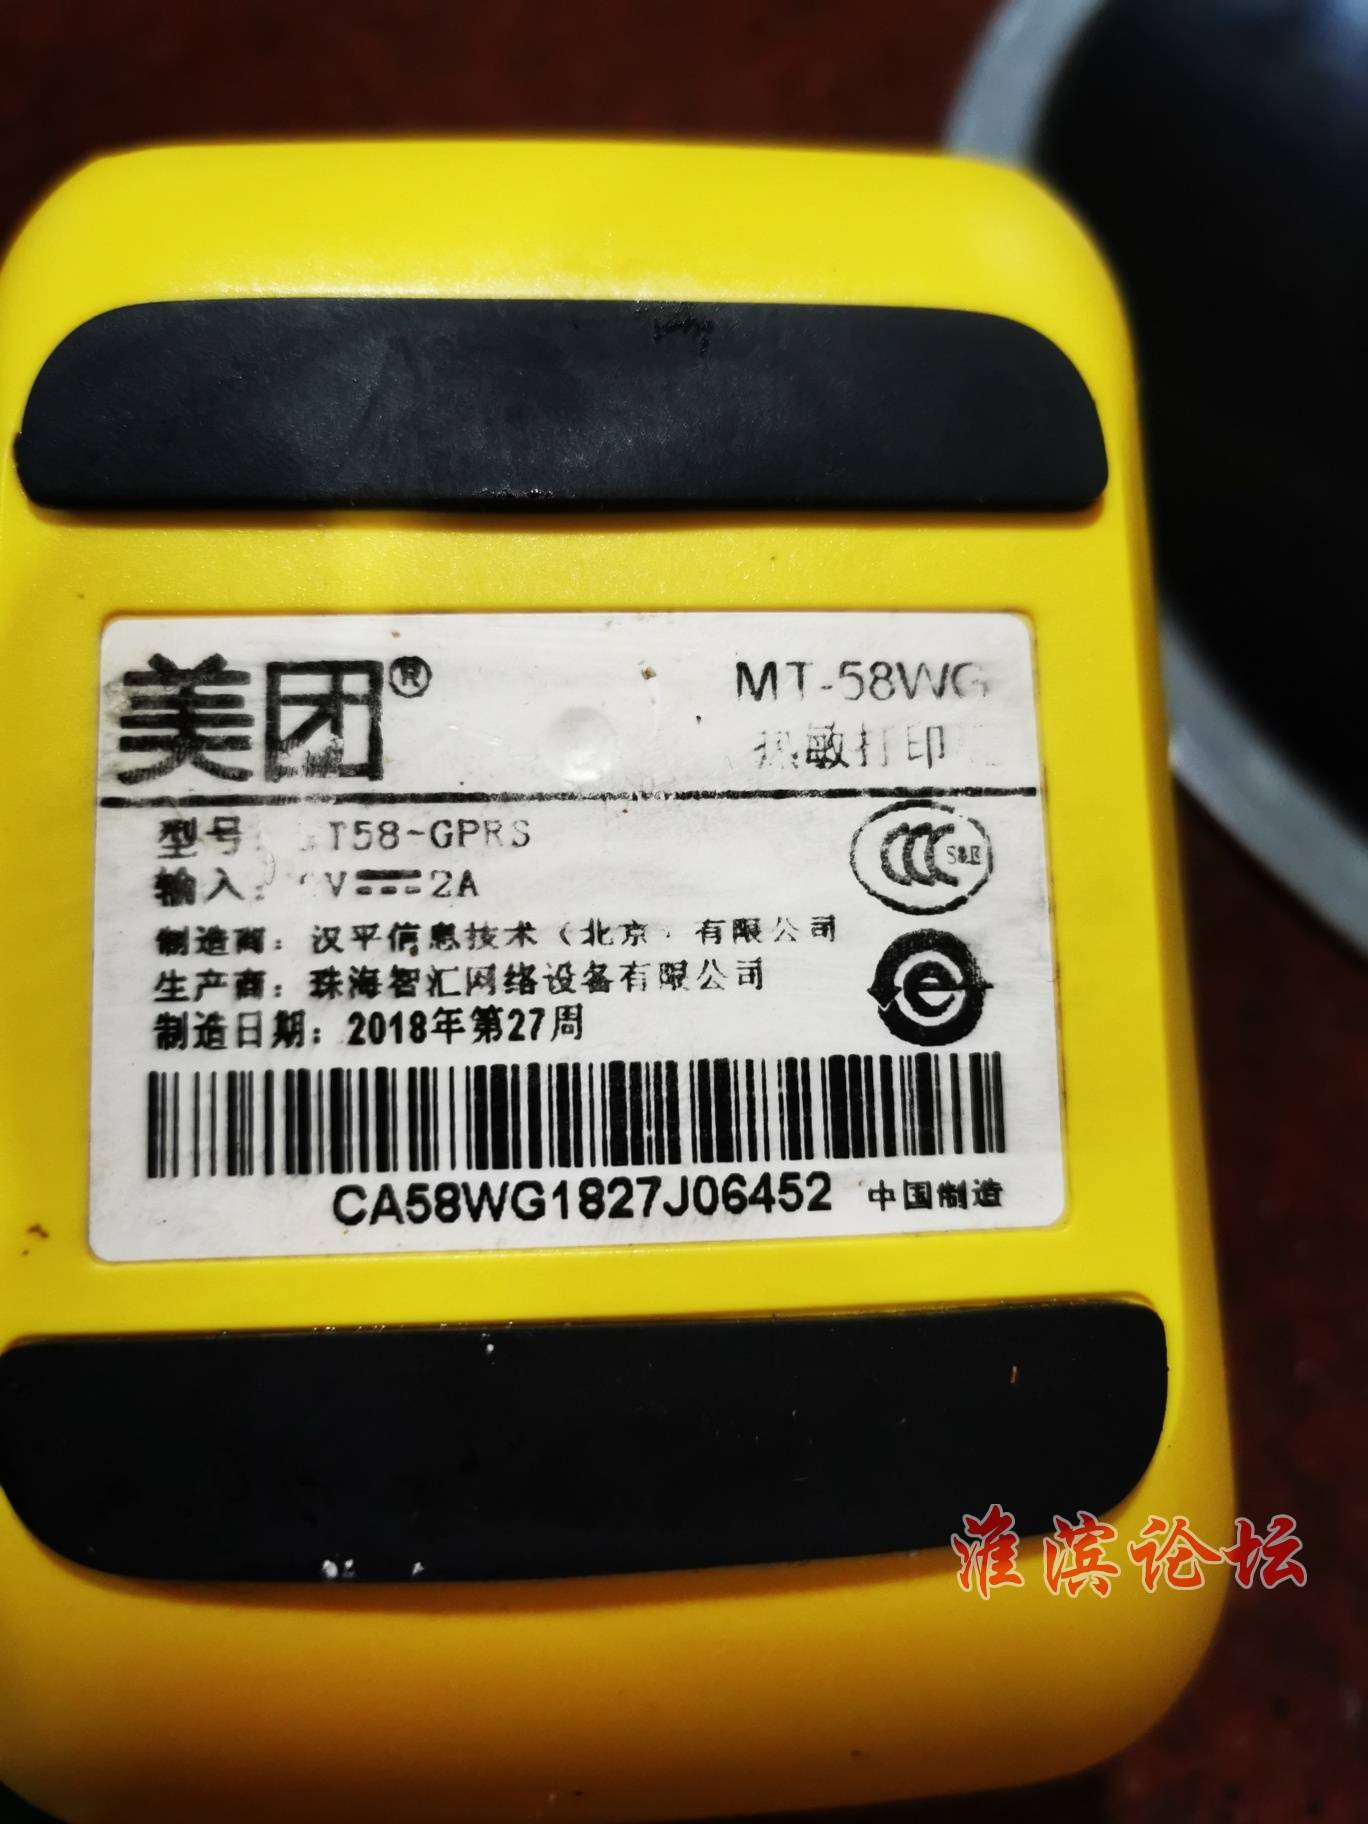 美团®
MT-58WG
热敏打印
型号: T58-GPRS
输入: V 2A
制造商：汉平信息技术（北京）有限公司
生产商：珠海智汇网络设备有限公司
制造日期：2018年第27周
CCC S&E
e
CA58WG1827J06452 中国制造
淮滨论坛